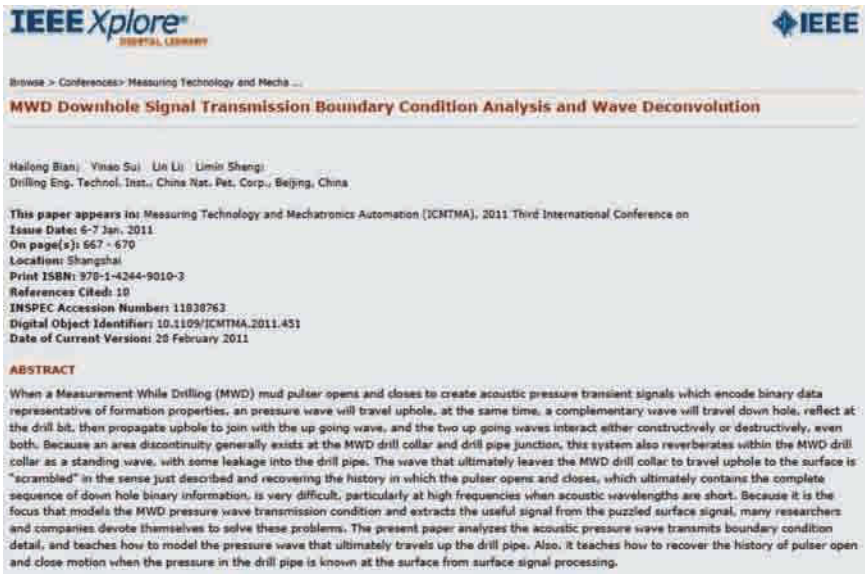 IEEE Xplore®
DIGITAL LIBRARY
IEEE
Browse > Conferences> Measuring Technology and Mecha ...
MWD Downhole Signal Transmission Boundary Condition Analysis and Wave Deconvolution
Hailong Bian; Yinao Su; Lin Li; Limin Sheng;
Drilling Eng. Technol. Inst., China Nat. Pet. Corp., Beijing, China
This paper appears in: Measuring Technology and Mechatronics Automation (ICMTMA), 2011 Third International Conference on
Issue Date: 6-7 Jan. 2011
On page(s): 667 - 670
Location: Shangshai
Print ISBN: 978-1-4244-9010-3
References Cited: 10
INSPEC Accession Number: 11838763
Digital Object Identifier: 10.1109/ICMTMA.2011.451
Date of Current Version: 28 February 2011
ABSTRACT
When a Measurement While Drilling (MWD) mud pulser opens and closes to create acoustic pressure transient signals which encode binary data
representative of formation properties, an pressure wave will travel uphole, at the same time, a complementary wave will travel down hole, reflect at
the drill bit, then propagate uphole to join with the up going wave, and the two up going waves interact either constructively or destructively, even
both. Because an area discontinuity generally exists at the MWD drill collar and drill pipe junction, this system also reverberates within the MWD drill
collar as a standing wave, with some leakage into the drill pipe. The wave that ultimately leaves the MWD drill collar to travel uphole to the surface is
"scrambled" in the sense just described and recovering the history in which the pulser opens and closes, which ultimately contains the complete
sequence of down hole binary information, is very difficult, particularly at high frequencies when acoustic wavelengths are short. Because it is the
focus that models the MWD pressure wave transmission condition and extracts the useful signal from the puzzled surface signal, many researchers
and companies devote themselves to solve these problems. The present paper analyzes the acoustic pressure wave transmits boundary condition
detail, and teaches how to model the pressure wave that ultimately travels up the drill pipe. Also, it teaches how to recover the history of pulser open
and close motion when the pressure in the drill pipe is known at the surface from surface signal processing.